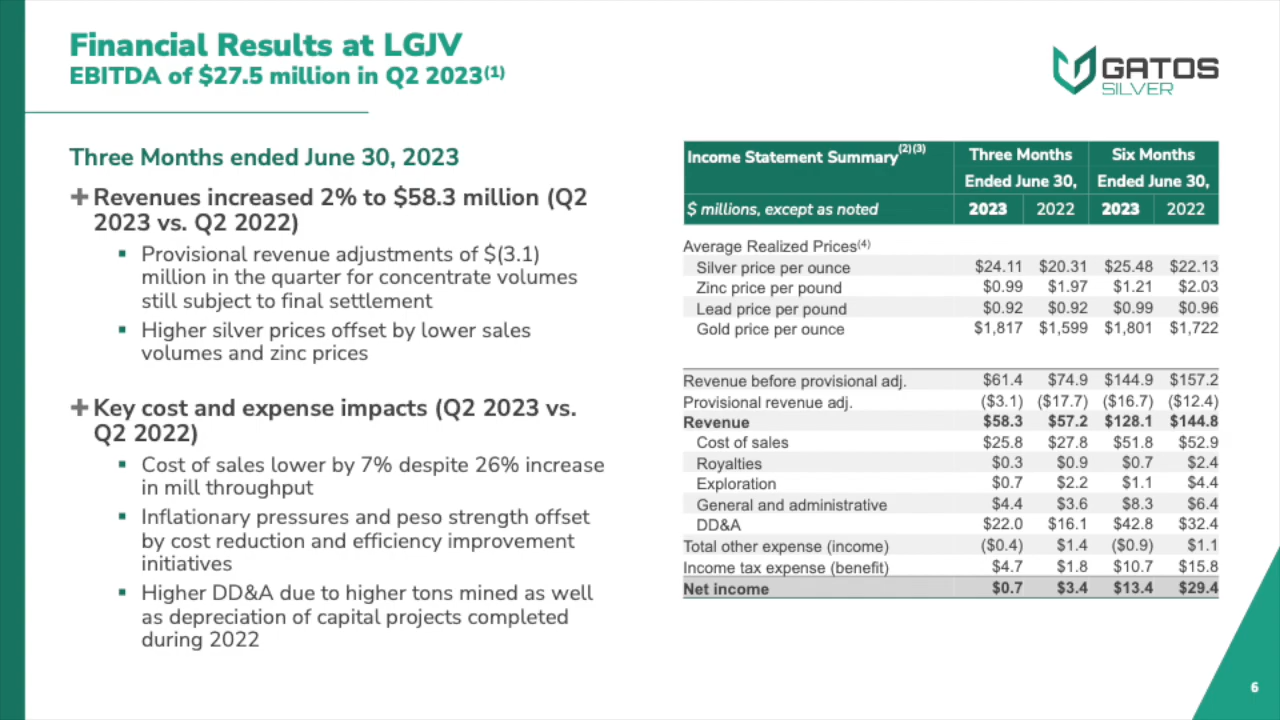 Financial Results at LGJV
EBITDA of $27.5 million in Q2 2023(1)
GATOS
SILVER
Three Months ended June 30, 2023
Revenues increased 2% to $58.3 million (Q2
2023 vs. Q2 2022)
Provisional revenue adjustments of $(3.1)
million in the quarter for concentrate volumes
still subject to final settlement
Higher silver prices offset by lower sales
volumes and zinc prices
Key cost and expense impacts (Q2 2023 vs.
Q2 2022)
Cost of sales lower by 7% despite 26% increase
in mill throughput
Inflationary pressures and peso strength offset
by cost reduction and efficiency improvement
initiatives
Higher DD&A due to higher tons mined as well
as depreciation of capital projects completed
during 2022
Income Statement Summary(2)(3) Three Months Six Months
Ended June 30, Ended June 30,
$ millions, except as noted 2023 2022 2023 2022
Average Realized Prices(4)
Silver price per ounce $24.11 $20.31 $25.48 $22.13
Zinc price per pound $0.99 $1.97 $1.21 $2.03
Lead price per pound $0.92 $0.92 $0.99 $0.96
Gold price per ounce $1,817 $1,599 $1,801 $1,722
Revenue before provisional adj. $61.4 $74.9 $144.9 $157.2
Provisional revenue adj. ($3.1) ($17.7) ($16.7) ($12.4)
Revenue $58.3 $57.2 $128.1 $144.8
Cost of sales $25.8 $27.8 $51.8 $52.9
Royalties $0.3 $0.9 $0.7 $2.4
Exploration $0.7 $2.2 $1.1 $4.4
General and administrative $4.4 $3.6 $8.3 $6.4
DD&A $22.0 $16.1 $42.8 $32.4
Total other expense (income) ($0.4) $1.4 ($0.9) $1.1
Income tax expense (benefit) $4.7 $1.8 $10.7 $15.8
Net income $0.7 $3.4 $13.4 $29.4
6